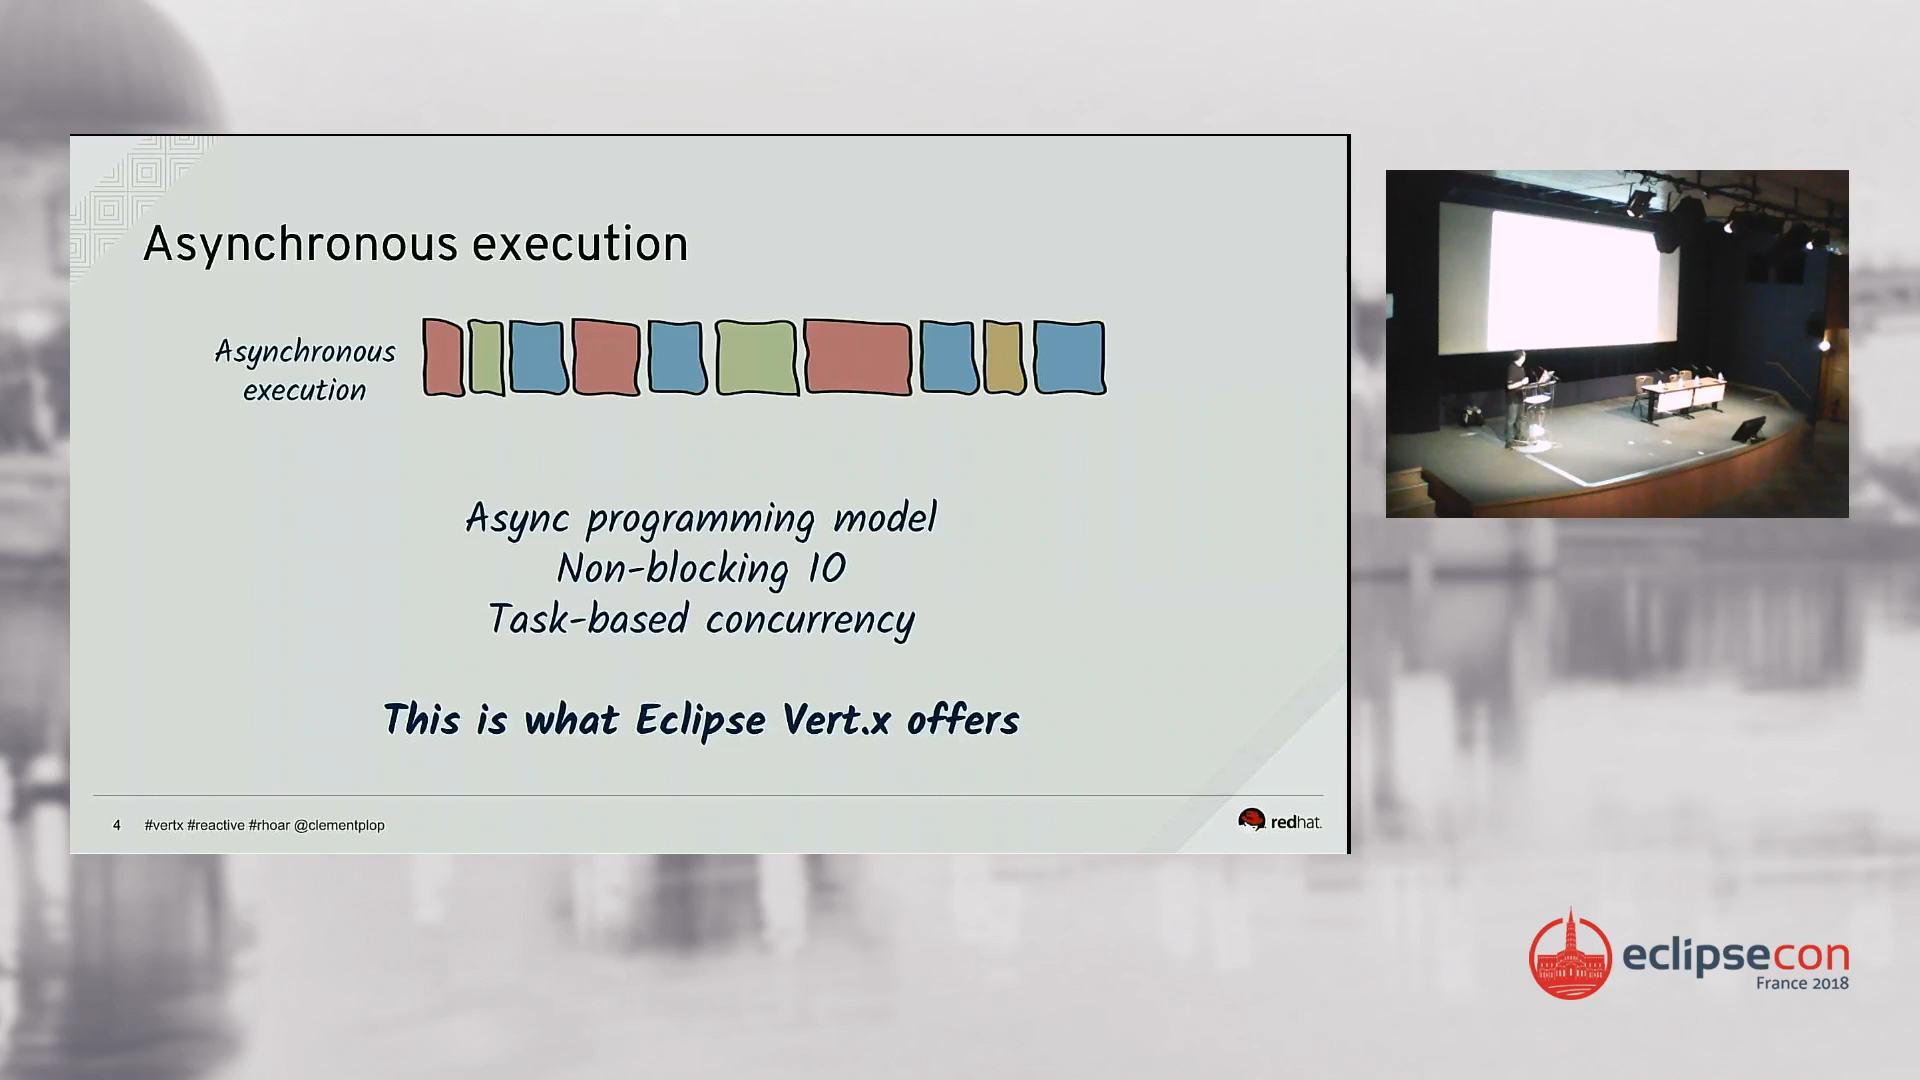 Asynchronous execution
Asynchronous
execution
Async programming model
Non-blocking IO
Task-based concurrency
This is what Eclipse Vert.x offers
4 #vertx #reactive #rhoar @clementplop
redhat.
eclipsecon
France 2018